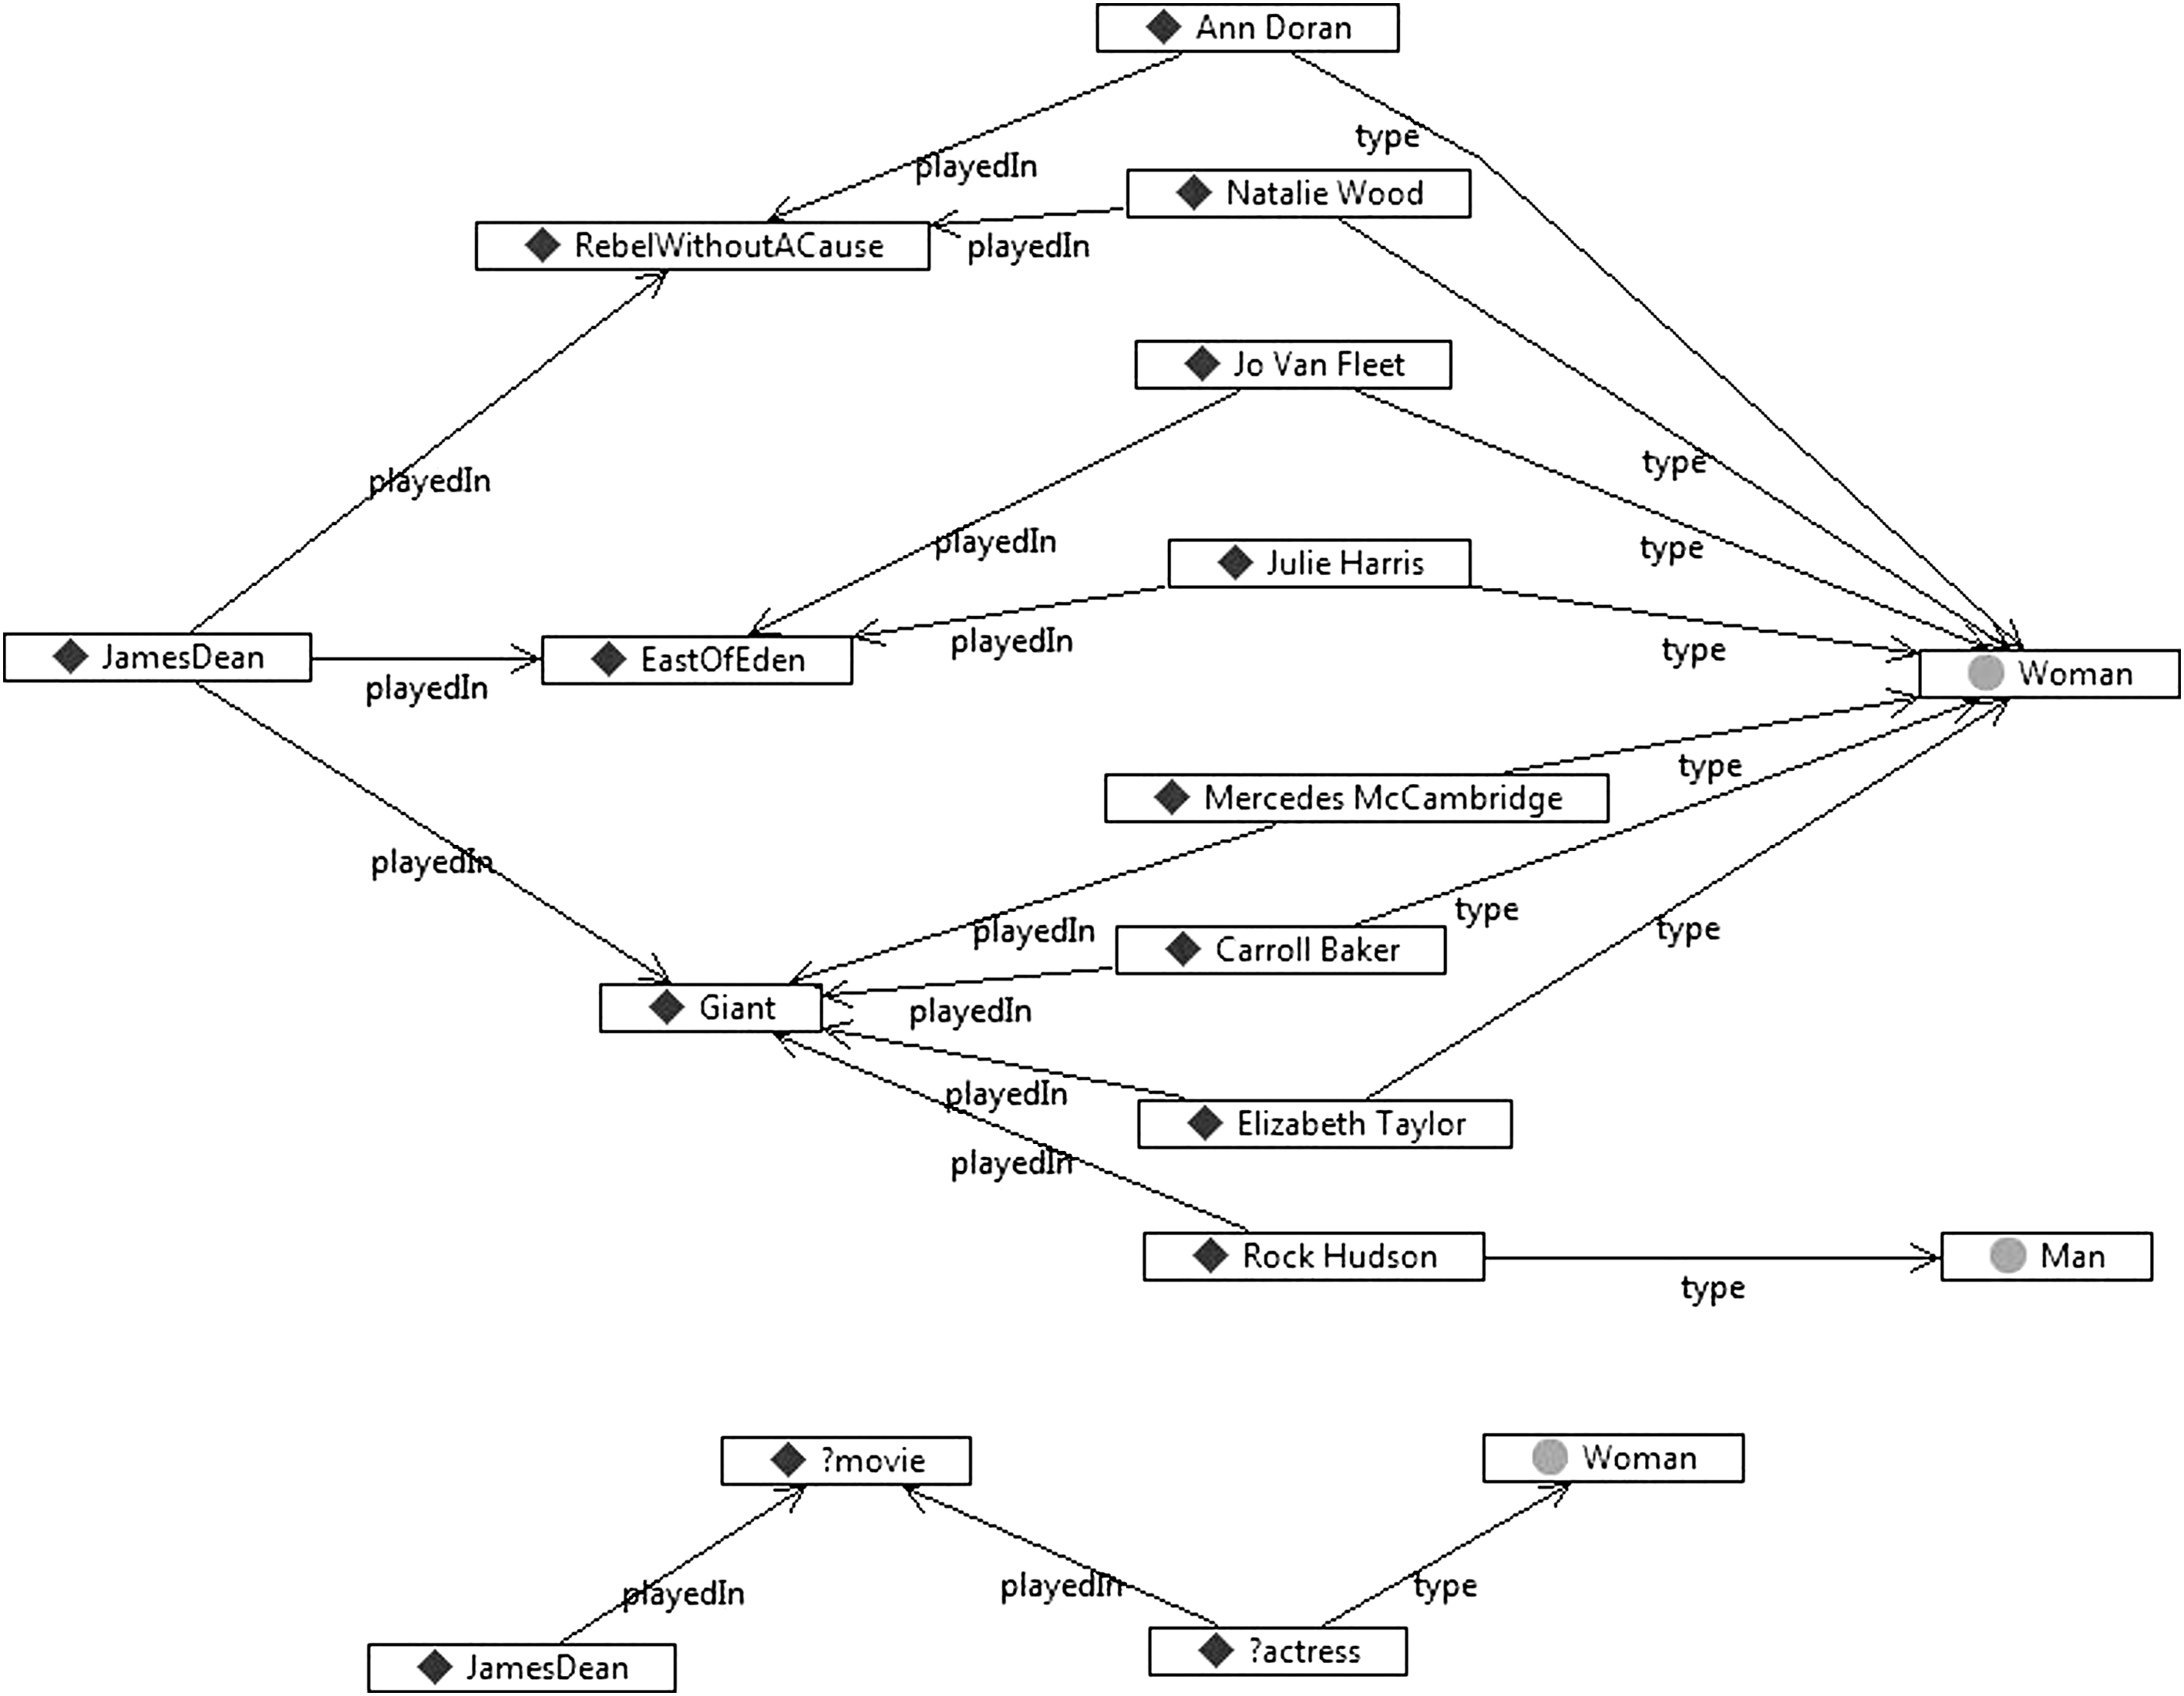 Ann Doran
type
playedIn
Natalie Wood
RebelWithoutACause
playedIn
Jo Van Fleet
type
playedIn
playedIn
type
Julie Harris
playedIn
type
JamesDean
EastOfEden
playedIn
Woman
type
Mercedes McCambridge
playedIn
type
playedIn
type
Carroll Baker
Giant
playedIn
playedIn
Elizabeth Taylor
playedIn
Rock Hudson
Man
type
?movie
Woman
playedIn
playedIn
type
?actress
JamesDean